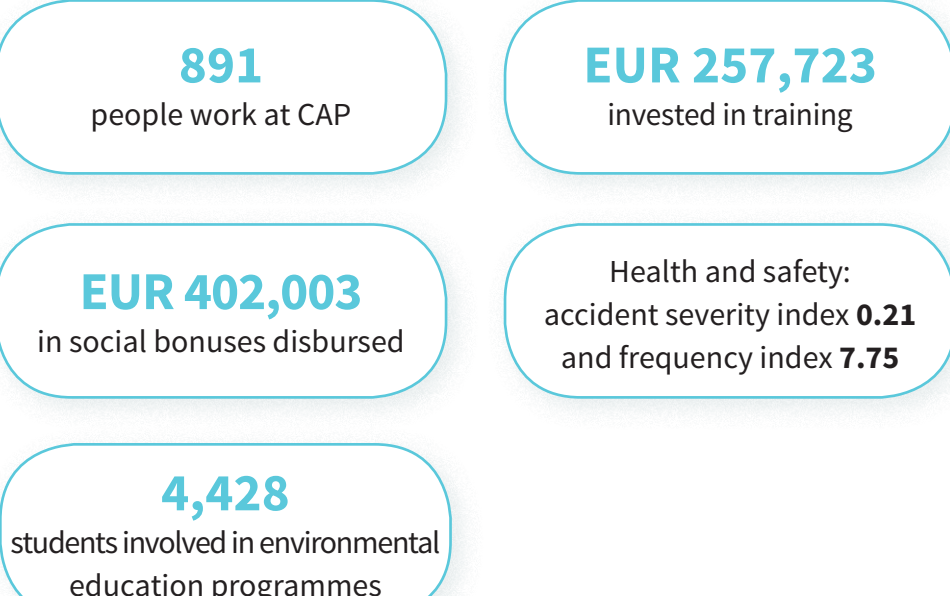 891
people work at CAP
EUR 257,723
invested in training
EUR 402,003
in social bonuses disbursed
Health and safety:
accident severity index 0.21
and frequency index 7.75
4,428
students involved in environmental
education programmes